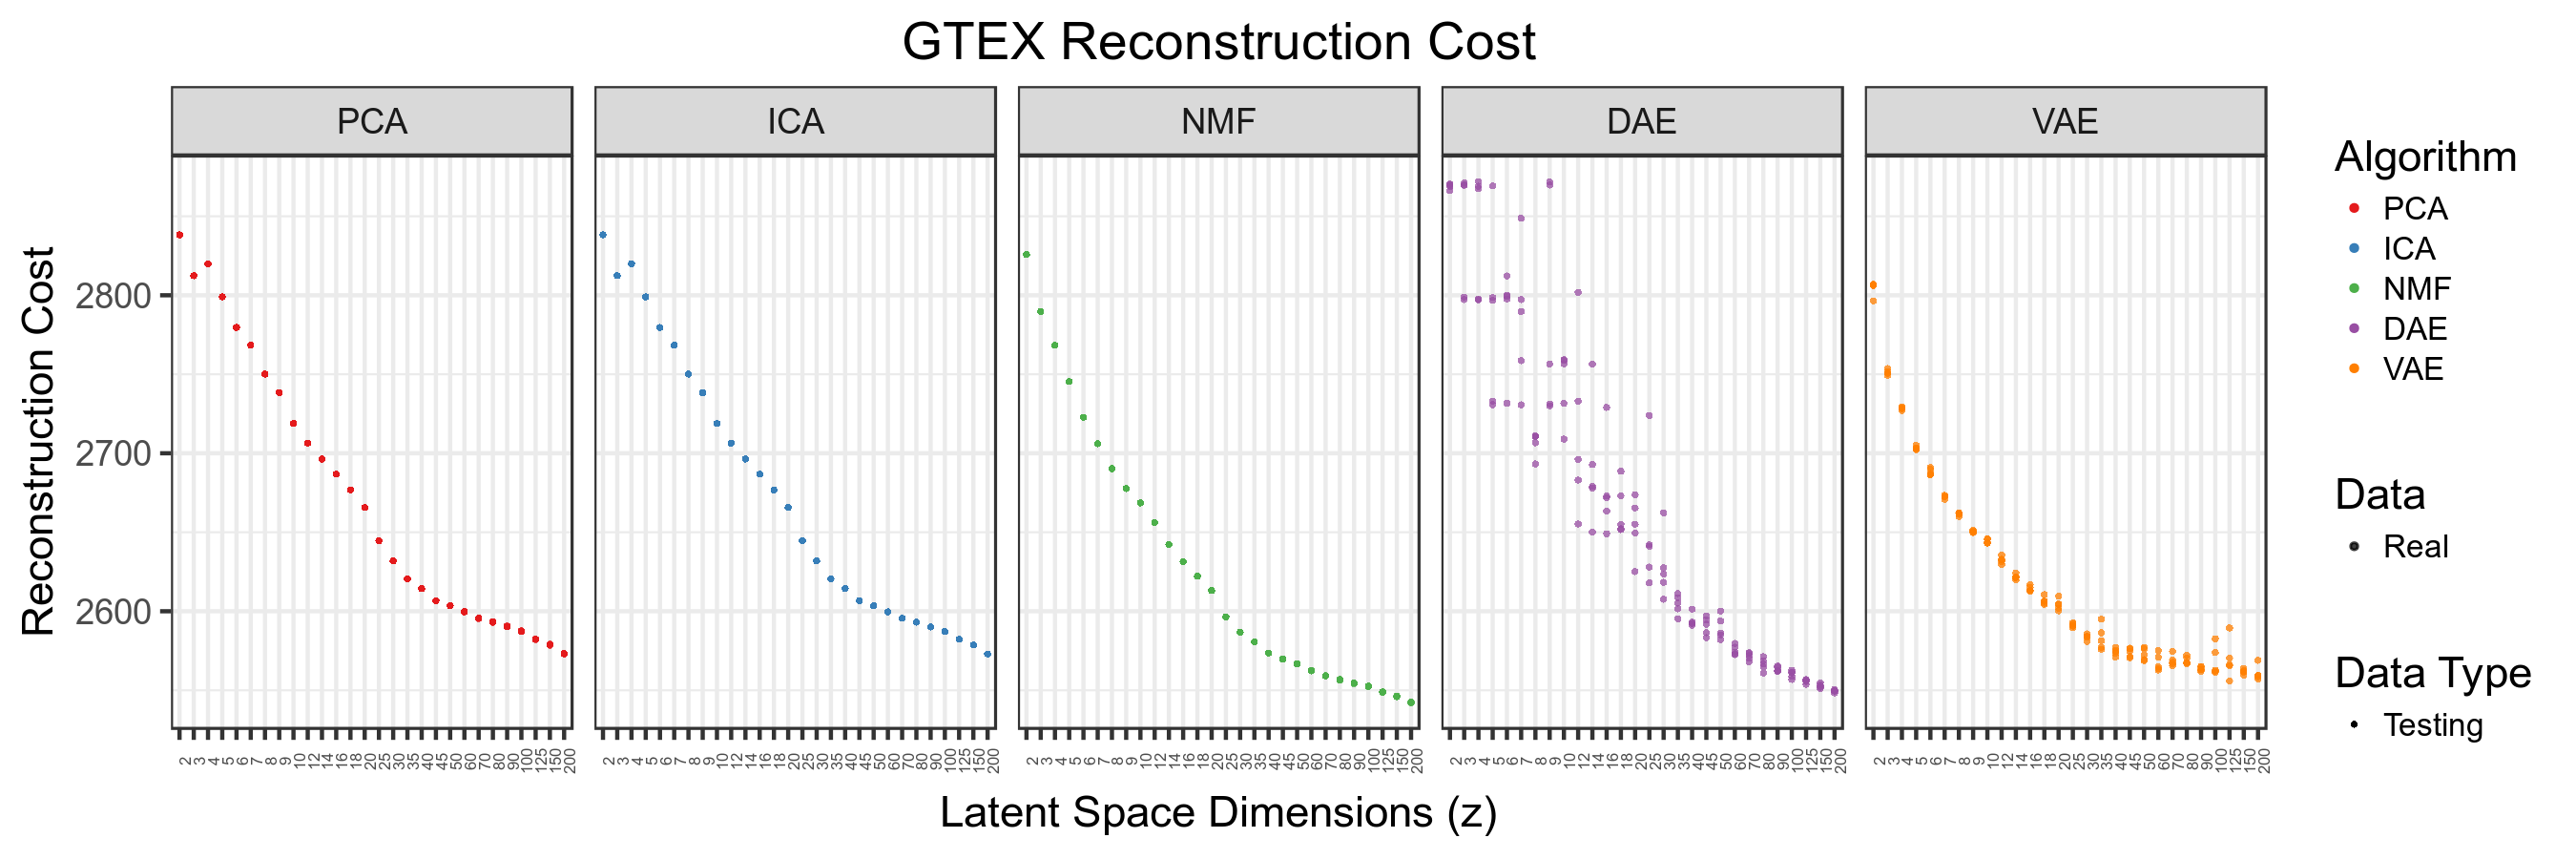 GTEX Reconstruction Cost
PCA ICA NMF DAE VAE
Reconstruction Cost
2800
2700
2600
2 3 4 5 6 7 8 9 10 12 14 16 18 20 25 30 35 40 45 50 60 70 80 90 100 125 150 200
2 3 4 5 6 7 8 9 10 12 14 16 18 20 25 30 35 40 45 50 60 70 80 90 100 125 150 200
2 3 4 5 6 7 8 9 10 12 14 16 18 20 25 30 35 40 45 50 60 70 80 90 100 125 150 200
2 3 4 5 6 7 8 9 10 12 14 16 18 20 25 30 35 40 45 50 60 70 80 90 100 125 150 200
2 3 4 5 6 7 8 9 10 12 14 16 18 20 25 30 35 40 45 50 60 70 80 90 100 125 150 200
Latent Space Dimensions (z)
Algorithm
PCA
ICA
NMF
DAE
VAE
Data
Real
Data Type
Testing